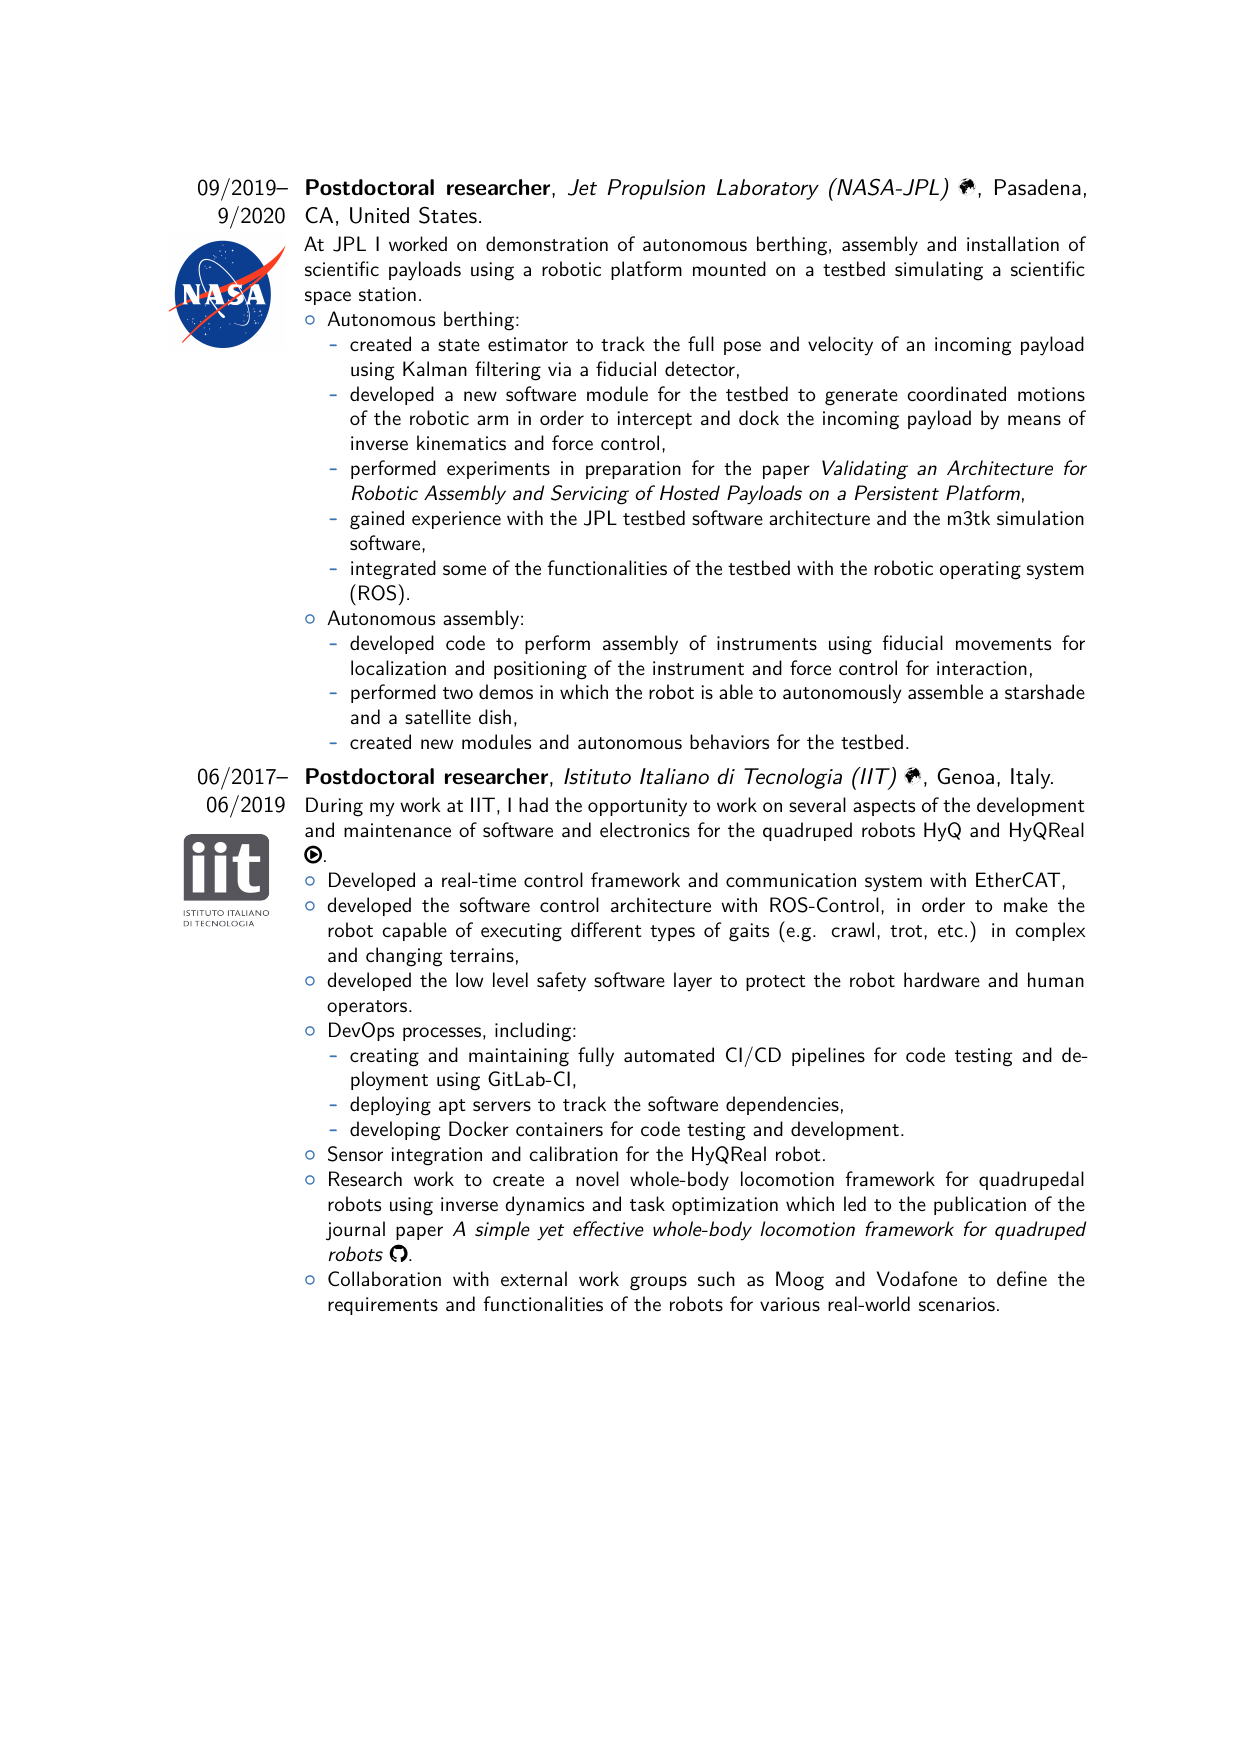 09/2019– Postdoctoral researcher, Jet Propulsion Laboratory (NASA-JPL) , Pasadena,
9/2020 CA, United States.
NASA
At JPL I worked on demonstration of autonomous berthing, assembly and installation of
scientific payloads using a robotic platform mounted on a testbed simulating a scientific
space station.
○ Autonomous berthing:
- created a state estimator to track the full pose and velocity of an incoming payload
using Kalman filtering via a fiducial detector,
- developed a new software module for the testbed to generate coordinated motions
of the robotic arm in order to intercept and dock the incoming payload by means of
inverse kinematics and force control,
- performed experiments in preparation for the paper Validating an Architecture for
Robotic Assembly and Servicing of Hosted Payloads on a Persistent Platform,
- gained experience with the JPL testbed software architecture and the m3tk simulation
software,
- integrated some of the functionalities of the testbed with the robotic operating system
(ROS).
○ Autonomous assembly:
- developed code to perform assembly of instruments using fiducial movements for
localization and positioning of the instrument and force control for interaction,
- performed two demos in which the robot is able to autonomously assemble a starshade
and a satellite dish,
- created new modules and autonomous behaviors for the testbed.
06/2017– Postdoctoral researcher, Istituto Italiano di Tecnologia (IIT) , Genoa, Italy.
06/2019 During my work at IIT, I had the opportunity to work on several aspects of the development
and maintenance of software and electronics for the quadruped robots HyQ and HyQReal
.
iit
ISTITUTO ITALIANO
DI TECNOLOGIA
○ Developed a real-time control framework and communication system with EtherCAT,
○ developed the software control architecture with ROS-Control, in order to make the
robot capable of executing different types of gaits (e.g. crawl, trot, etc.) in complex
and changing terrains,
○ developed the low level safety software layer to protect the robot hardware and human
operators.
○ DevOps processes, including:
- creating and maintaining fully automated CI/CD pipelines for code testing and de-
ployment using GitLab-CI,
- deploying apt servers to track the software dependencies,
- developing Docker containers for code testing and development.
○ Sensor integration and calibration for the HyQReal robot.
○ Research work to create a novel whole-body locomotion framework for quadrupedal
robots using inverse dynamics and task optimization which led to the publication of the
journal paper A simple yet effective whole-body locomotion framework for quadruped
robots .
○ Collaboration with external work groups such as Moog and Vodafone to define the
requirements and functionalities of the robots for various real-world scenarios.